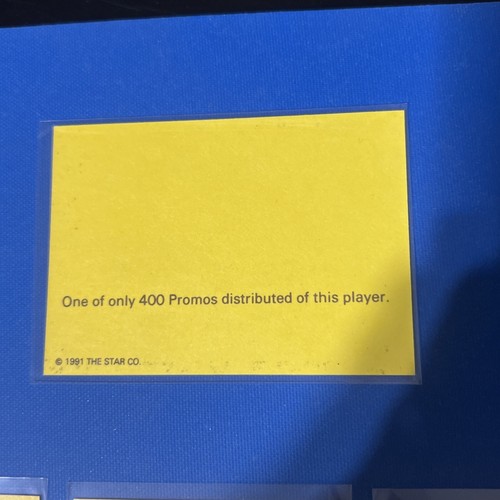 One of only 400 Promos distributed of this player.
© 1991 THE STAR CO.